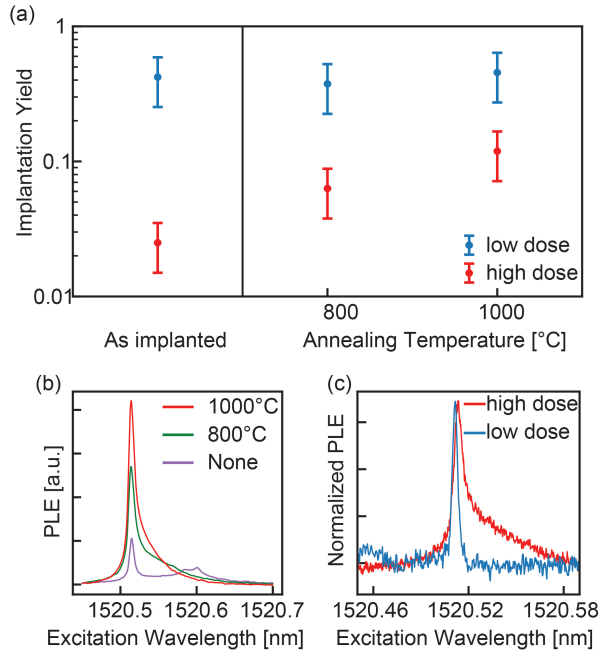 (a)
1
0.1
0.01
Implantation Yield
low dose
high dose
800
1000
As implanted
Annealing Temperature [°C]
(b)
1000°C
800°C
None
PLE [a.u.]
1520.5
1520.6
1520.7
Excitation Wavelength [nm]
(c)
high dose
low dose
Normalized PLE
1520.46
1520.52
1520.58
Excitation Wavelength [nm]